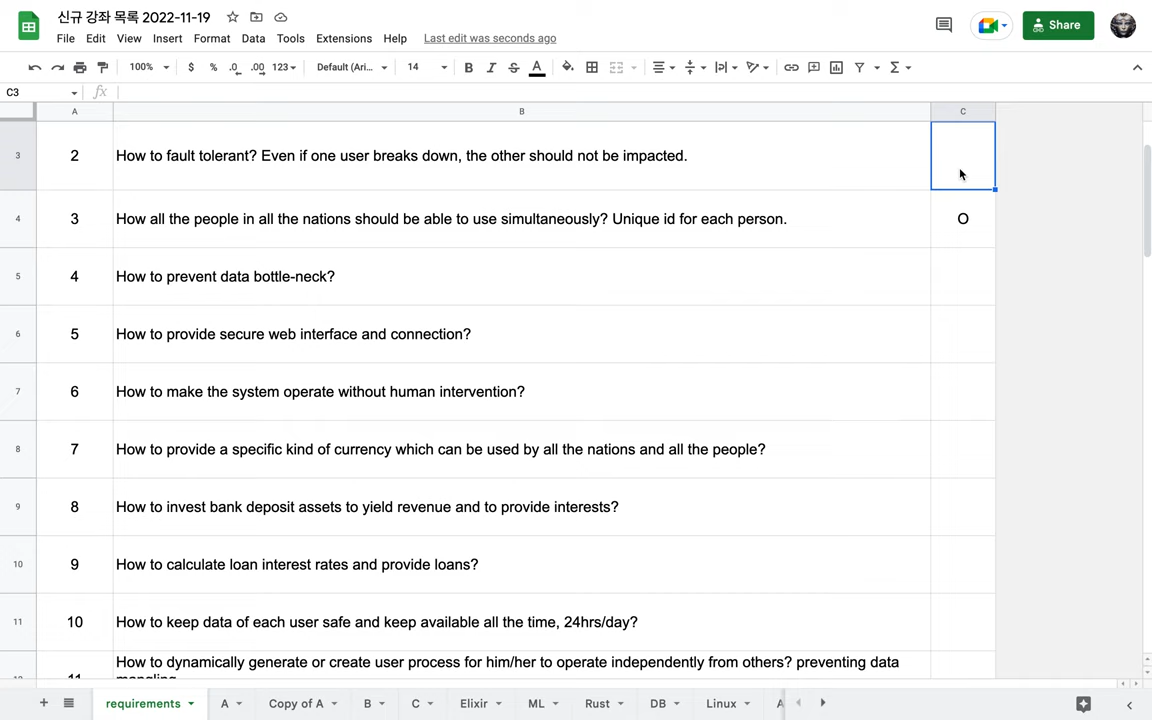 신규 강좌 목록 2022-11-19
File Edit View Insert Format Data Tools Extensions Help Last edit was seconds ago
Share
100% $ % .0 .00 123 Default (Ari... 14 B I S A
C3 fx
A B C
3 2 How to fault tolerant? Even if one user breaks down, the other should not be impacted.
4 3 How all the people in all the nations should be able to use simultaneously? Unique id for each person. O
5 4 How to prevent data bottle-neck?
6 5 How to provide secure web interface and connection?
7 6 How to make the system operate without human intervention?
8 7 How to provide a specific kind of currency which can be used by all the nations and all the people?
9 8 How to invest bank deposit assets to yield revenue and to provide interests?
10 9 How to calculate loan interest rates and provide loans?
11 10 How to keep data of each user safe and keep available all the time, 24hrs/day?
12 11 How to dynamically generate or create user process for him/her to operate independently from others? preventing data
mangling
requirements A Copy of A B C Elixir ML Rust DB Linux A